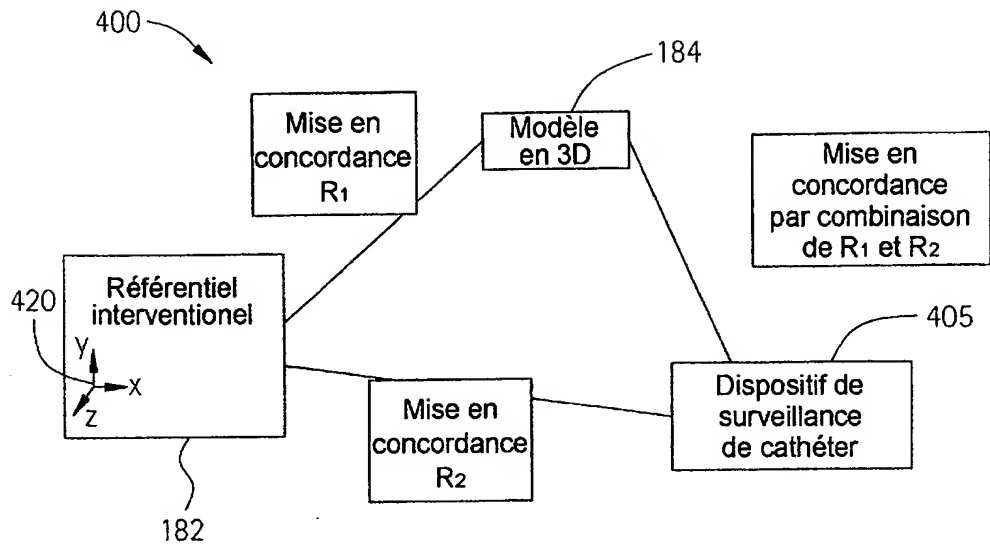 400
184
Mise en
concordance
R1
Modèle
en 3D
Mise en
concordance
par combinaison
de R1 et R2
Référentiel
interventionel
420
y
x
z
405
Mise en
concordance
R2
Dispositif de
surveillance
de cathéter
182